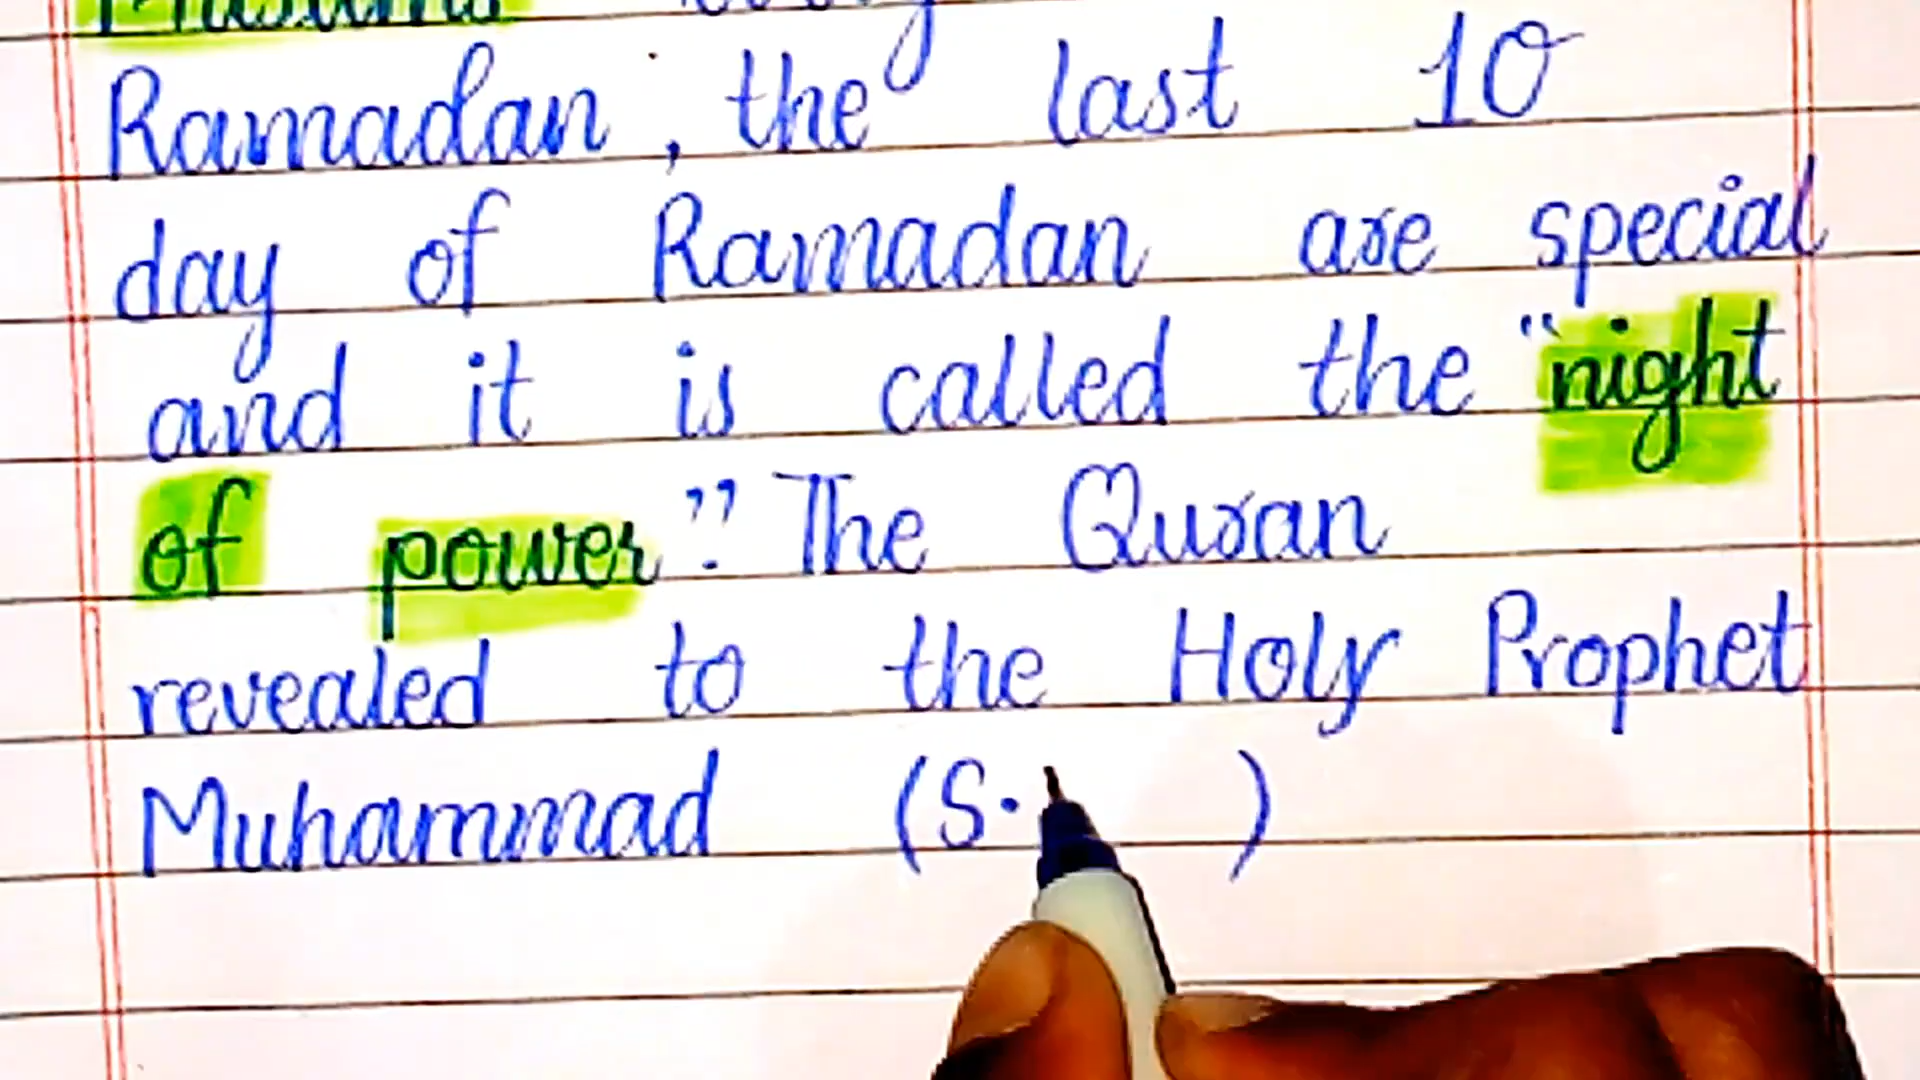 Muslims
Ramadan, the last 10
day of Ramadan are special
and it is called the "night
of power". The Quran
revealed to the Holy Prophet
Muhammad (S. )